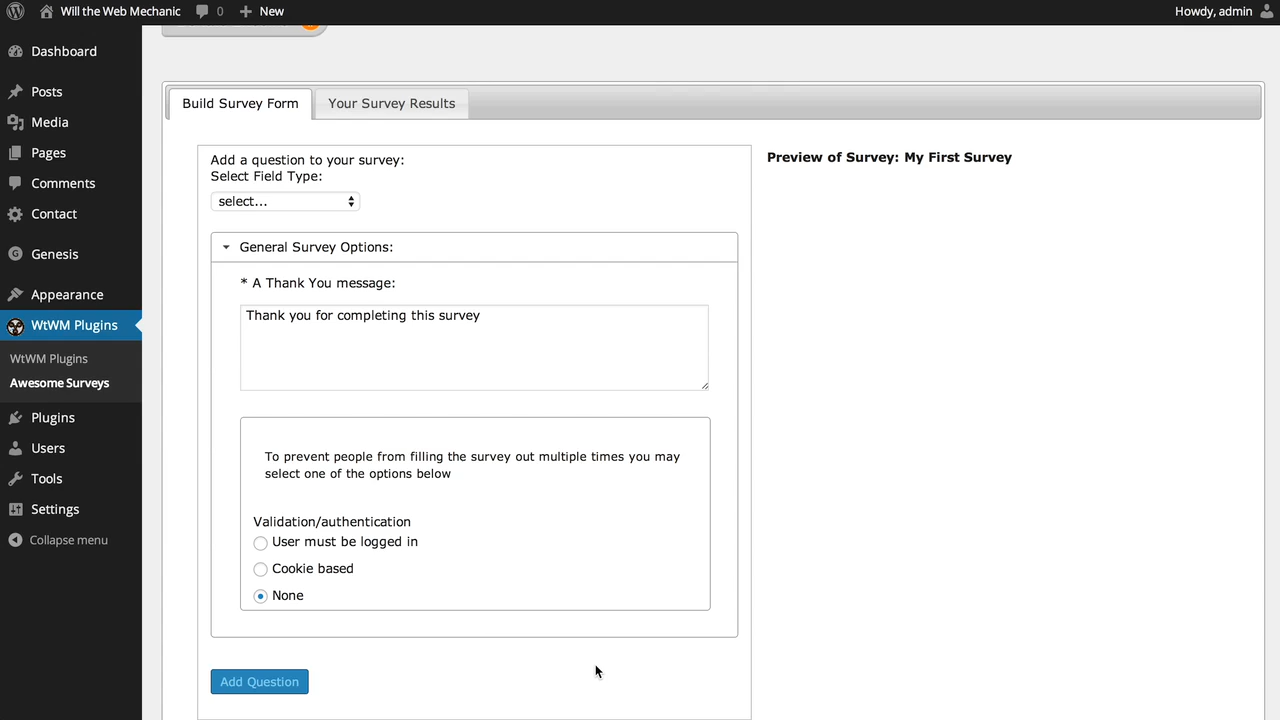 Will the Web Mechanic 0 New Howdy, admin
Dashboard
Posts
Media
Pages
Comments
Contact
Genesis
Appearance
WtWM Plugins
WtWM Plugins
Awesome Surveys
Plugins
Users
Tools
Settings
Collapse menu
Build Survey Form Your Survey Results
Add a question to your survey:
Select Field Type:
select...
General Survey Options:
* A Thank You message:
Thank you for completing this survey
To prevent people from filling the survey out multiple times you may
select one of the options below
Validation/authentication
User must be logged in
Cookie based
None
Add Question
Preview of Survey: My First Survey